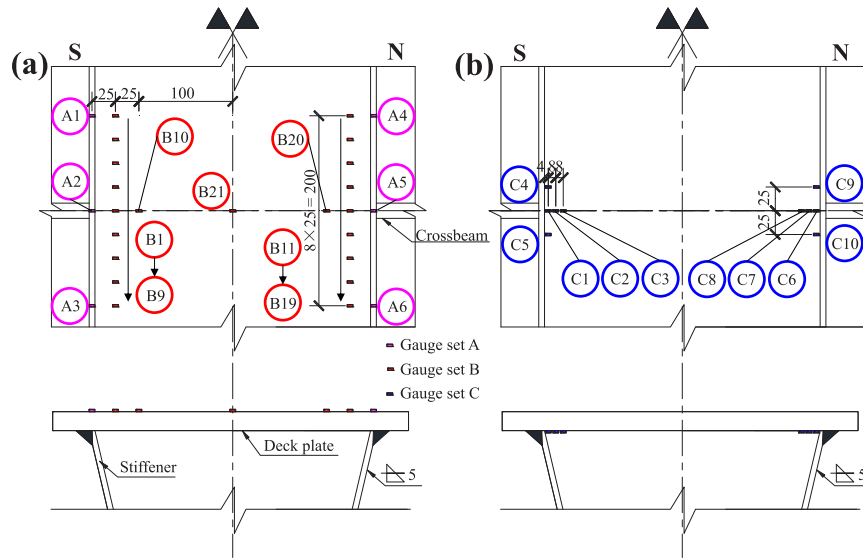 S
N
S
N
(a)
(b)
25
25
100
A1
A4
B10
B20
A2
A5
B21
8×25=200
Crossbeam
B1
B11
B9
B19
A3
A6
4
8
8
C4
C9
25
25
C5
C10
C1
C2
C3
C8
C7
C6
Gauge set A
Gauge set B
Gauge set C
Deck plate
Stiffener
5
5